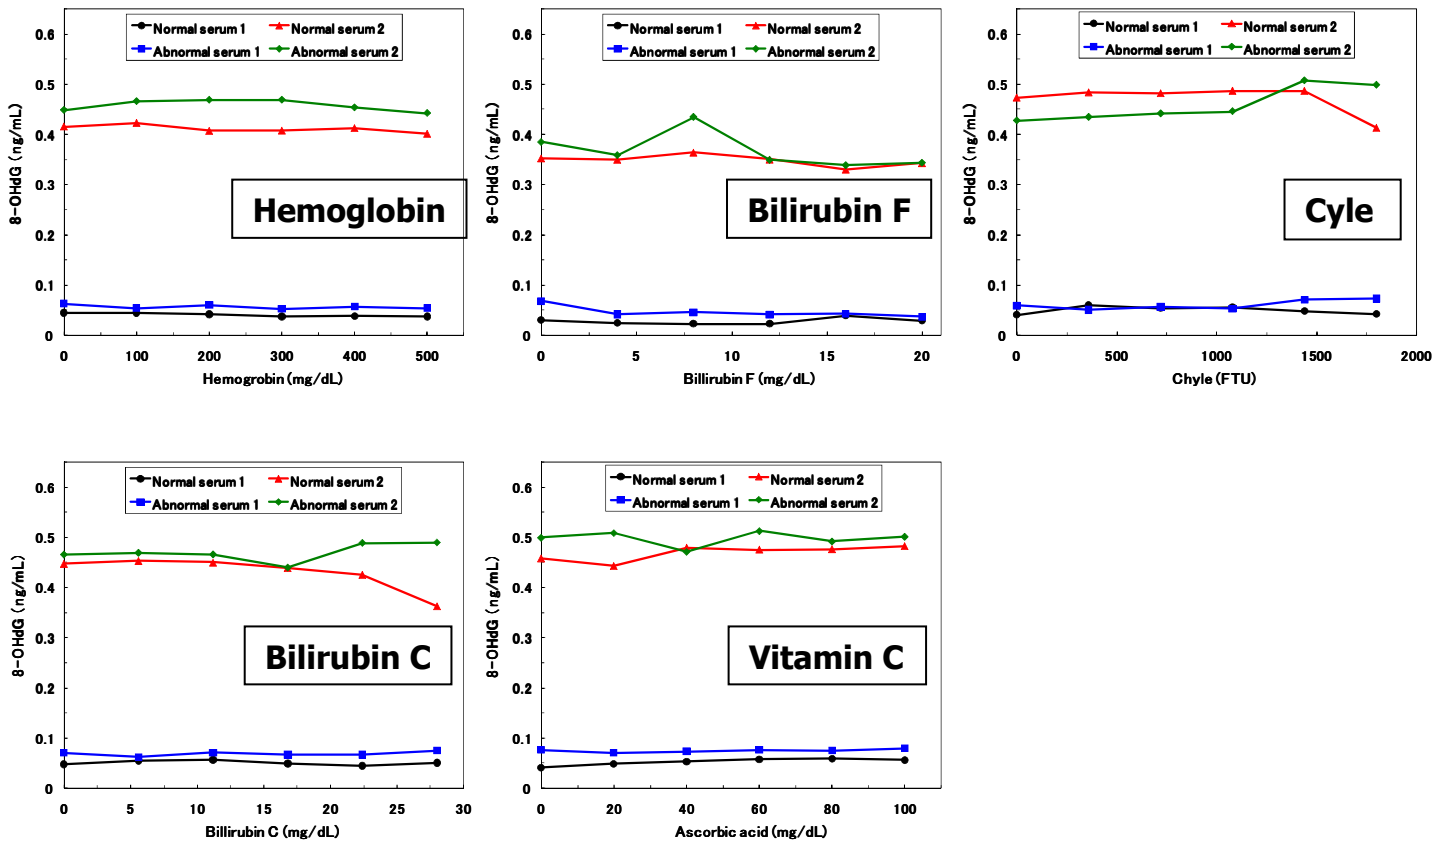 Normal serum 1 Normal serum 2
Abnormal serum 1 Abnormal serum 2
0.6
0.5
0.4
0.3
0.2
0.1
0
8-OHdG (ng/mL)
Hemoglobin
0 100 200 300 400 500
Hemogrobin (mg/dL)
Normal serum 1 Normal serum 2
Abnormal serum 1 Abnormal serum 2
0.6
0.5
0.4
0.3
0.2
0.1
0
8-OHdG (ng/mL)
Bilirubin F
0 5 10 15 20
Billirubin F (mg/dL)
Normal serum 1 Normal serum 2
Abnormal serum 1 Abnormal serum 2
0.6
0.5
0.4
0.3
0.2
0.1
0
8-OHdG (ng/mL)
Cyle
0 500 1000 1500 2000
Chyle (FTU)
Normal serum 1 Normal serum 2
Abnormal serum 1 Abnormal serum 2
0.6
0.5
0.4
0.3
0.2
0.1
0
8-OHdG (ng/mL)
Bilirubin C
0 5 10 15 20 25 30
Billirubin C (mg/dL)
Normal serum 1 Normal serum 2
Abnormal serum 1 Abnormal serum 2
0.6
0.5
0.4
0.3
0.2
0.1
0
8-OHdG (ng/mL)
Vitamin C
0 20 40 60 80 100
Ascorbic acid (mg/dL)